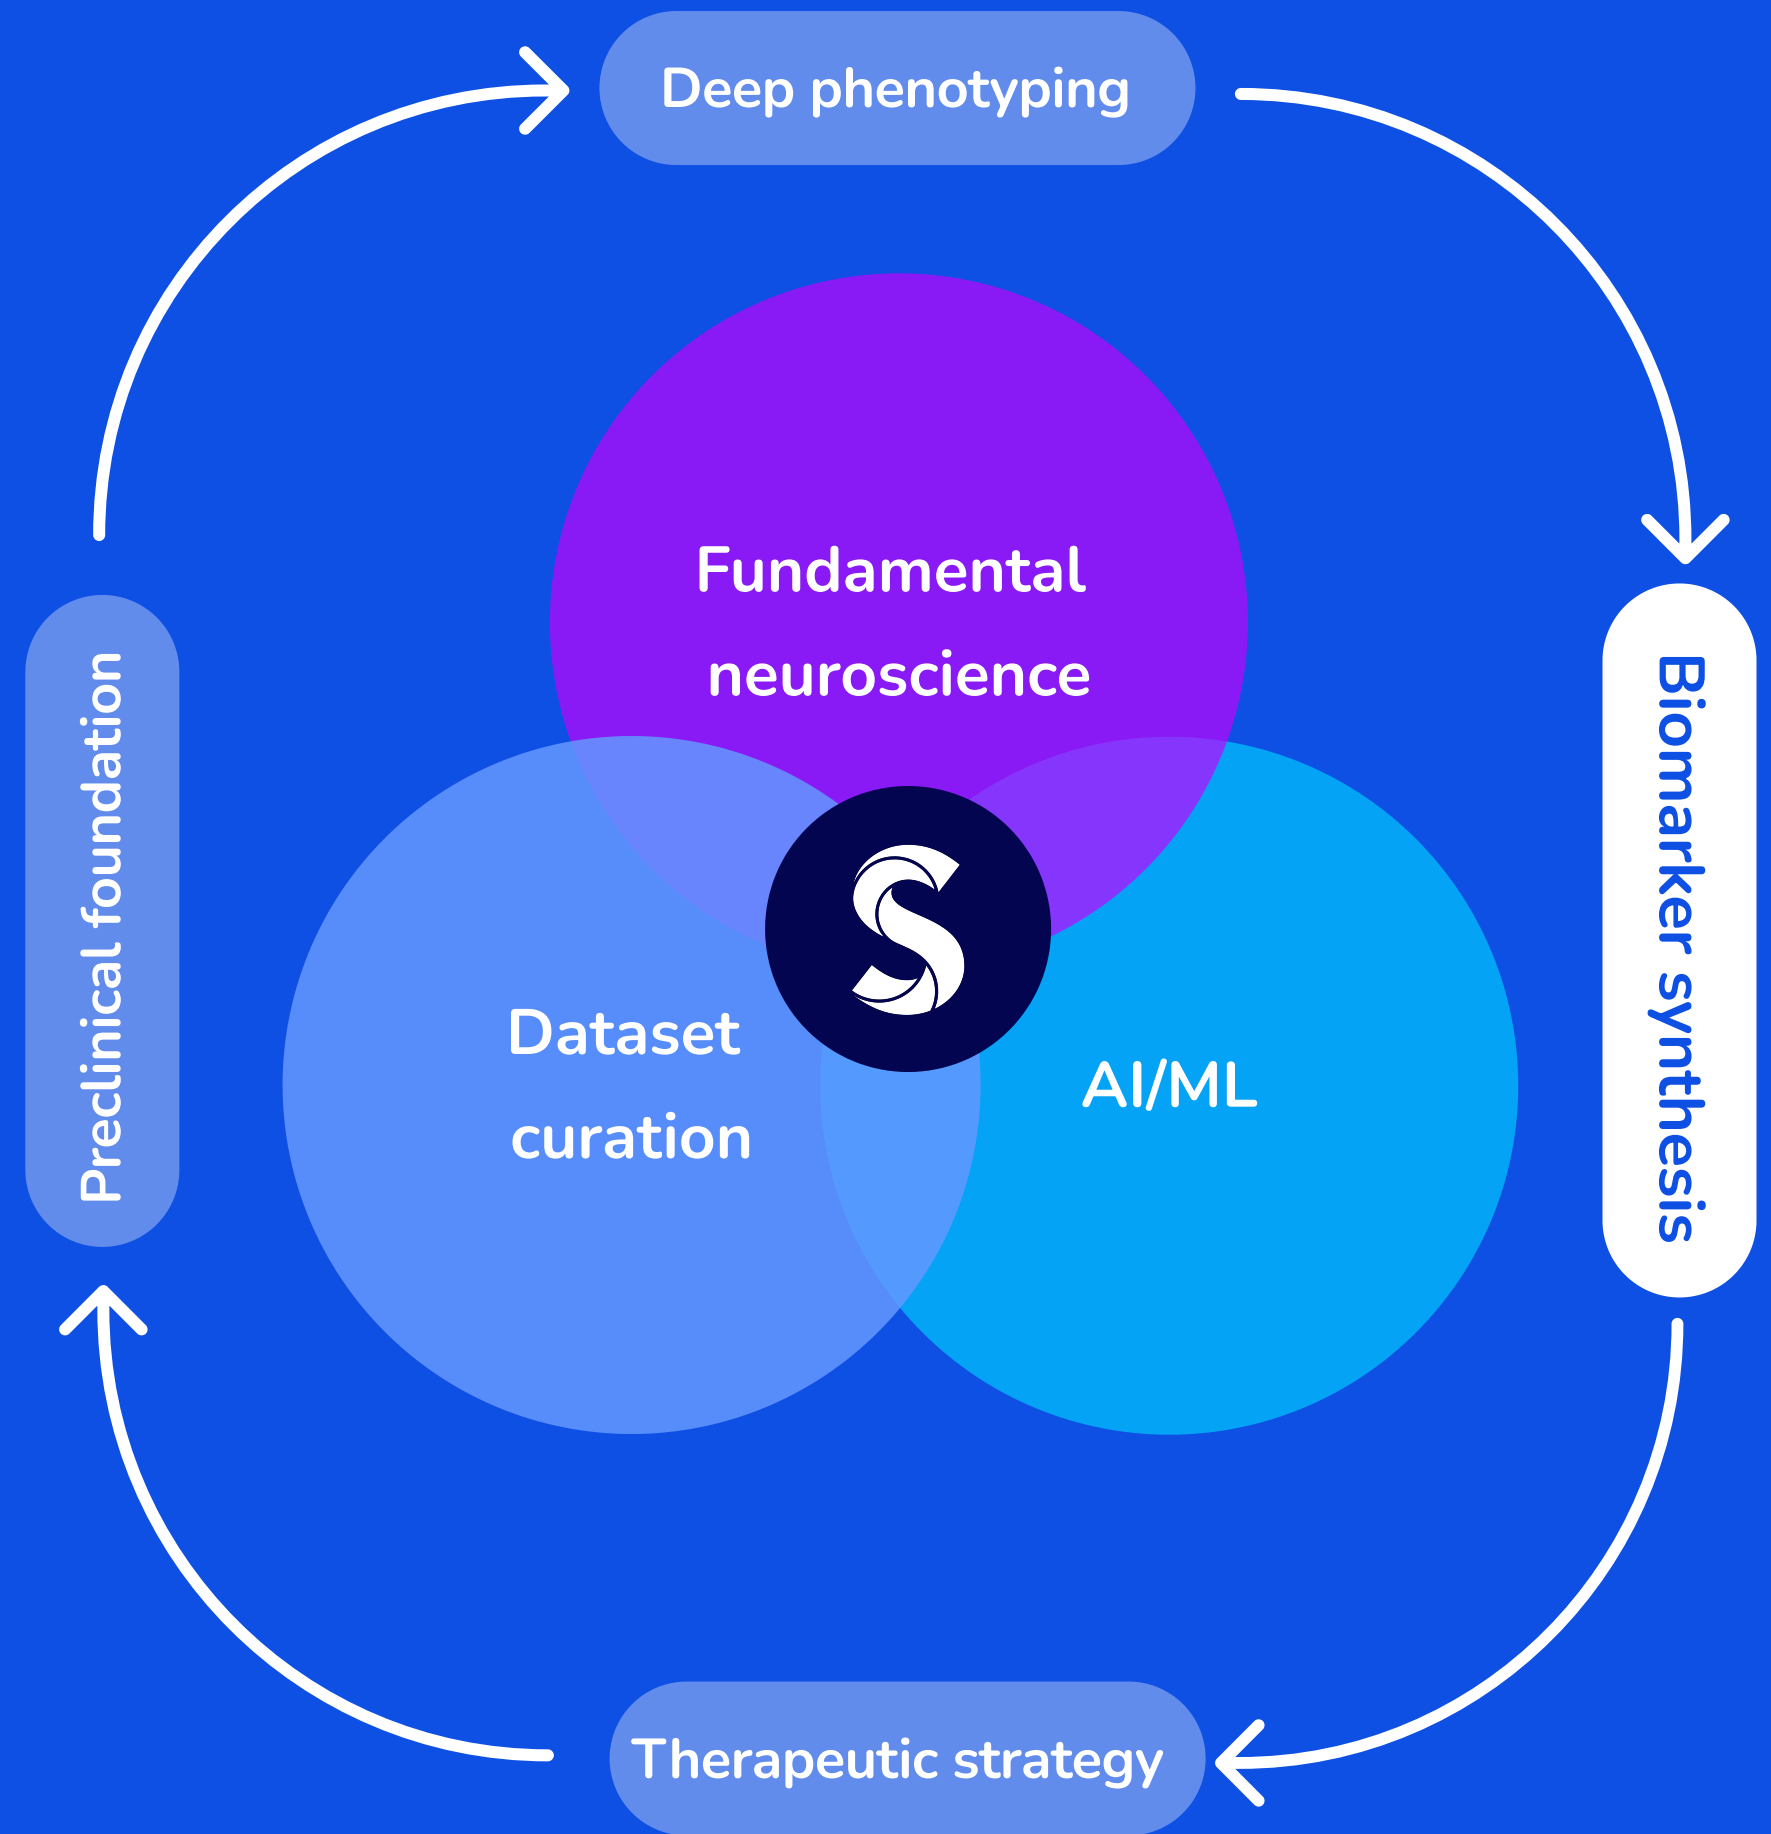 Deep phenotyping
Fundamental
neuroscience
Preclinical foundation
Biomarker synthesis
S
Dataset
curation
AI/ML
Therapeutic strategy